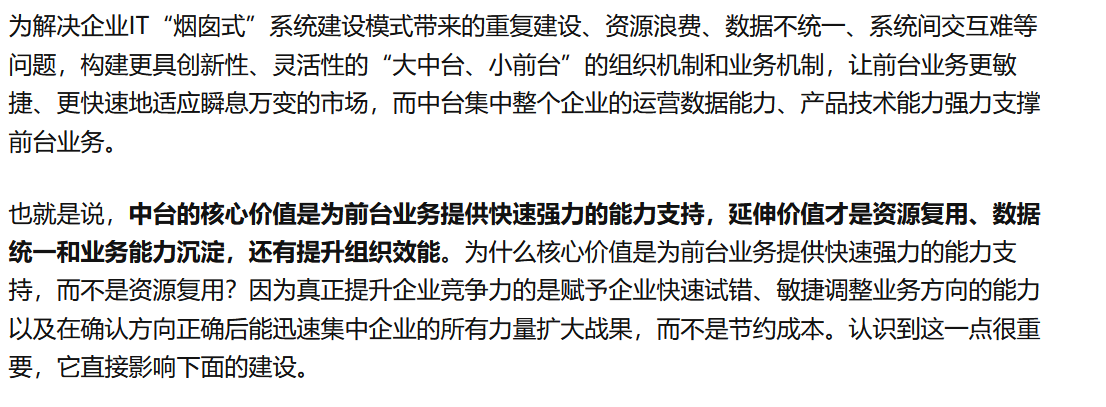 为解决企业IT“烟囱式”系统建设模式带来的重复建设、资源浪费、数据不统一、系统间交互难等
问题，构建更具创新性、灵活性的“大中台、小前台”的组织机制和业务机制，让前台业务更敏
捷、更快速地适应瞬息万变的市场，而中台集中整个企业的运营数据能力、产品技术能力强力支撑
前台业务。
也就是说，中台的核心价值是为前台业务提供快速强力的能力支持，延伸价值才是资源复用、数据
统一和业务能力沉淀，还有提升组织效能。为什么核心价值是为前台业务提供快速强力的能力支
持，而不是资源复用？因为真正提升企业竞争力的是赋予企业快速试错、敏捷调整业务方向的能力
以及在确认方向正确后能迅速集中企业的所有力量扩大战果，而不是节约成本。认识到这一点很重
要，它直接影响下面的建设。